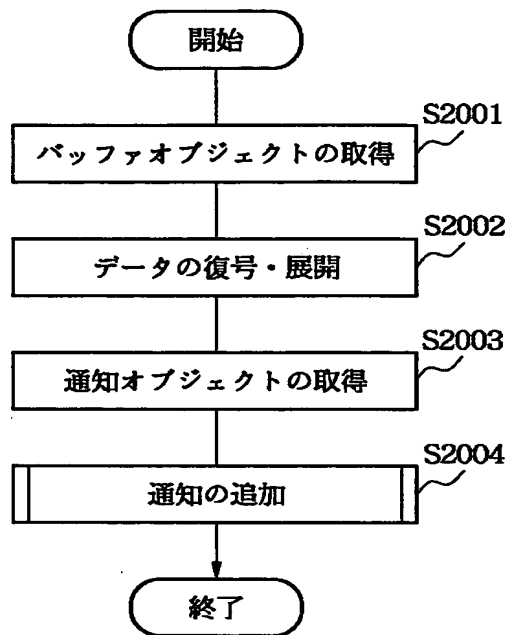 開始
S2001
バッファオブジェクトの取得
S2002
データの復号・展開
S2003
通知オブジェクトの取得
S2004
通知の追加
終了